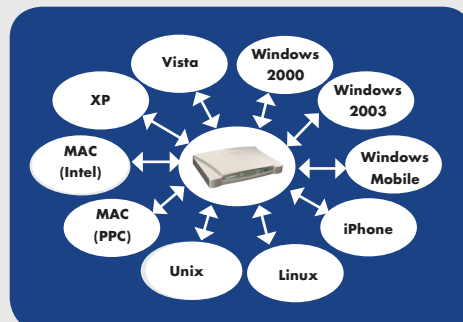 Vista
Windows
2000
XP
Windows
2003
MAC
(Intel)
Windows
Mobile
MAC
(PPC)
iPhone
Unix
Linux